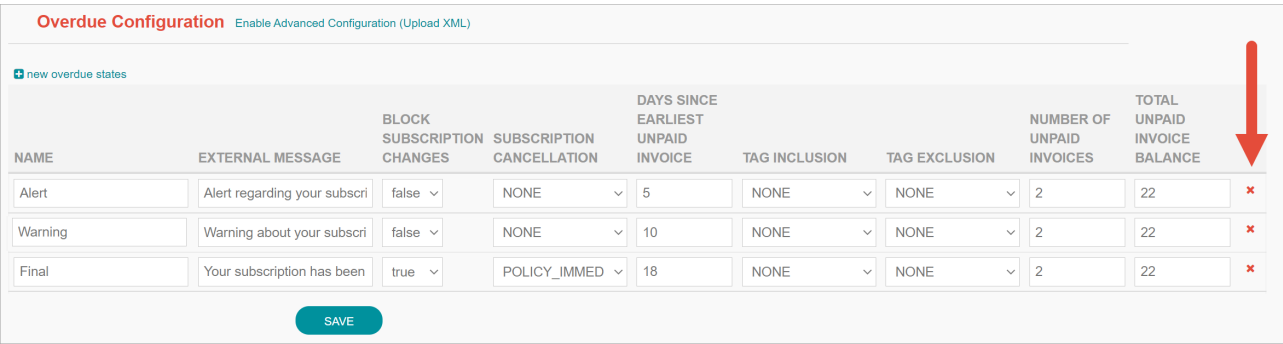 Overdue Configuration Enable Advanced Configuration (Upload XML)
new overdue states
NAME EXTERNAL MESSAGE BLOCK SUBSCRIPTION CHANGES SUBSCRIPTION CANCELLATION DAYS SINCE EARLIEST UNPAID INVOICE TAG INCLUSION TAG EXCLUSION NUMBER OF UNPAID INVOICES TOTAL UNPAID INVOICE BALANCE
Alert Alert regarding your subscri false NONE 5 NONE NONE 2 22
Warning Warning about your subscri false NONE 10 NONE NONE 2 22
Final Your subscription has been true POLICY_IMMED 18 NONE NONE 2 22
SAVE